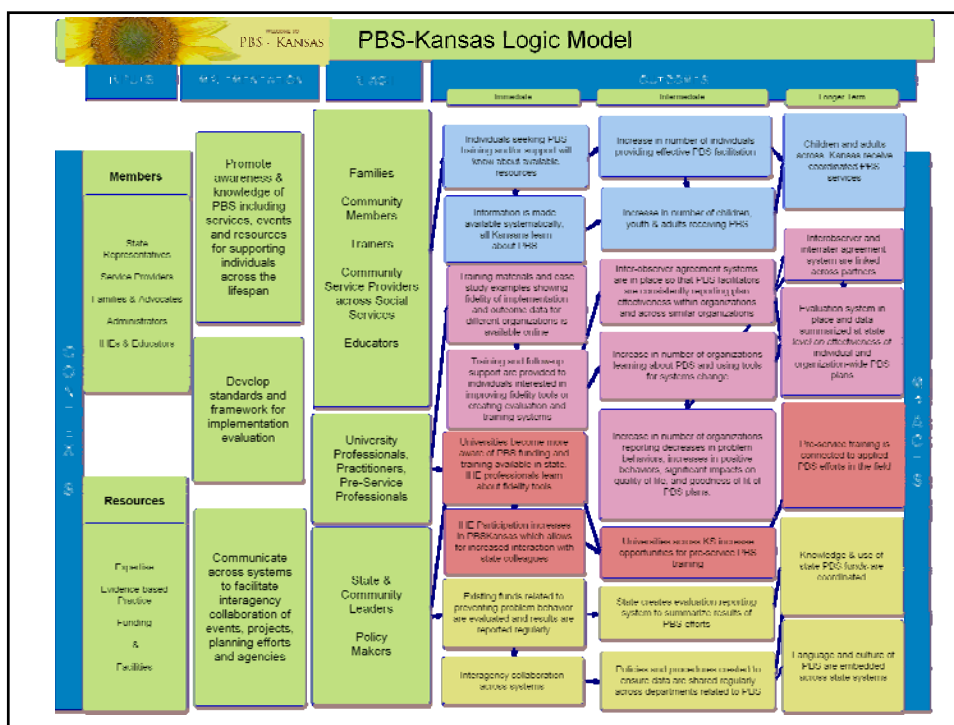 WELCOME TO
PBS - KANSAS
PBS-Kansas Logic Model
OUTCOMES
Immediate
Intermediate
Longer Term
Members
State
Representatives
Service Providers
Families & Advocates
Administrators
IHEs & Educators
Resources
Expertise
Evidence based
Practice
Funding
&
Facilities
Promote
awareness &
knowledge of
PBS including
services, events
and resources
for supporting
individuals
across the
lifespan
Develop
standards and
framework for
implementation
evaluation
Communicate
across systems
to facilitate
interagency
collaboration of
events, projects,
planning efforts
and agencies
Families
Community
Members
Trainers
Community
Service Providers
across Social
Services
Educators
University
Professionals,
Practitioners,
Pre-Service
Professionals
State &
Community
Leaders
Policy
Makers
Individuals seeking PBS
training and/or support will
know about available
resources
Information is made
available systematically,
all Kansans learn
about PBS
Training materials and case
study examples showing
fidelity of implementation
and outcome data for
different organizations is
available online
Training and follow-up
support are provided to
individuals interested in
improving fidelity tools or
creating evaluation and
training systems
Universities become more
aware of PBS funding and
training available in state.
IHE professionals learn
about fidelity tools
IHE Participation increases
in PBSKansas which allows
for increased interaction with
state colleagues
Existing funds related to
preventing problem behavior
are evaluated and results are
reported regularly
Interagency collaboration
across systems
Increase in number of individuals
providing effective PBS facilitation
Increase in number of children,
youth & adults receiving PBS
Inter-observer agreement systems
are in place so that PBS facilitators
are consistently reporting plan
effectiveness within organizations
and across similar organizations
Increase in number of organizations
learning about PBS and using tools
for systems change
Increase in number of organizations
reporting decreases in problem
behaviors, increases in positive
behaviors, significant impacts on
quality of life, and goodness of fit of
PBS plans.
Universities across KS increase
opportunities for pre-service PBS
training
State creates evaluation reporting
system to summarize results of
PBS efforts
Policies and procedures created to
ensure data are shared regularly
across departments related to PBS
Children and adults
across Kansas receive
coordinated PBS
services
Interobserver and
interrater agreement
system are linked
across partners
Evaluation system in
place and data
summarized at state
level on effectiveness of
individual and
organization-wide PBS
plans
Pre-service training is
connected to applied
PBS efforts in the field
Knowledge & use of
state PBS funds are
coordinated
Language and culture of
PBS are embedded
across state systems